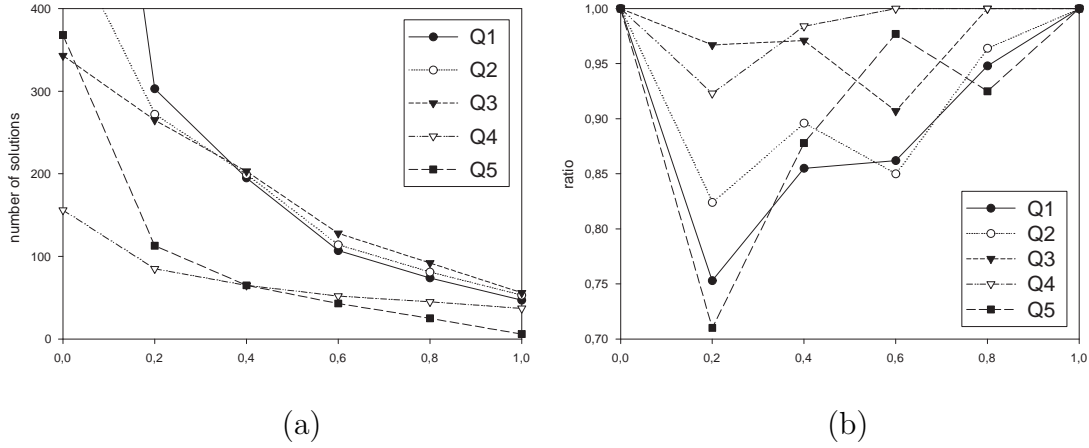 400
300
200
100
0
number of solutions
0,0 0,2 0,4 0,6 0,8 1,0
Q1
Q2
Q3
Q4
Q5
(a)
1,00
0,95
0,90
0,85
0,80
0,75
0,70
ratio
0,0 0,2 0,4 0,6 0,8 1,0
Q1
Q2
Q3
Q4
Q5
(b)